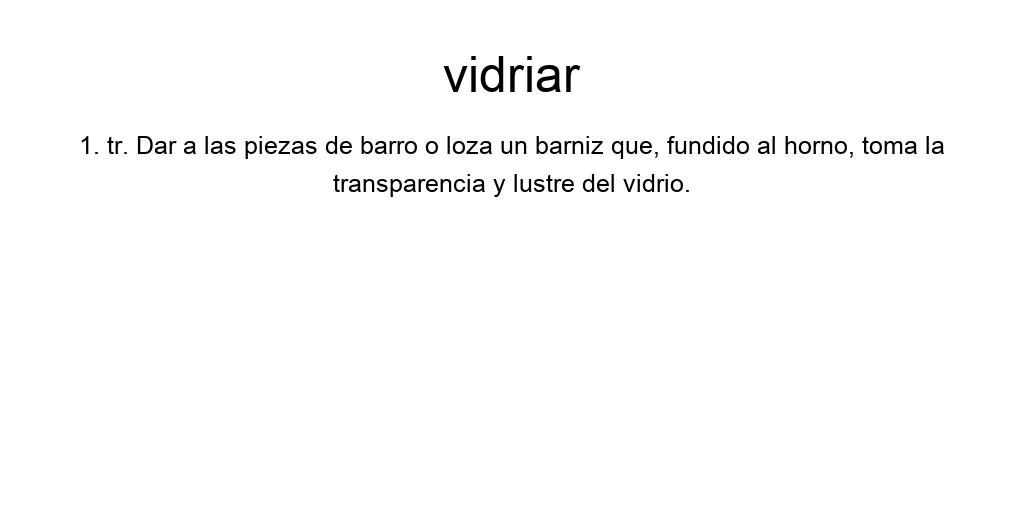 vidriar
1. tr. Dar a las piezas de barro o loza un barniz que, fundido al horno, toma la
transparencia y lustre del vidrio.